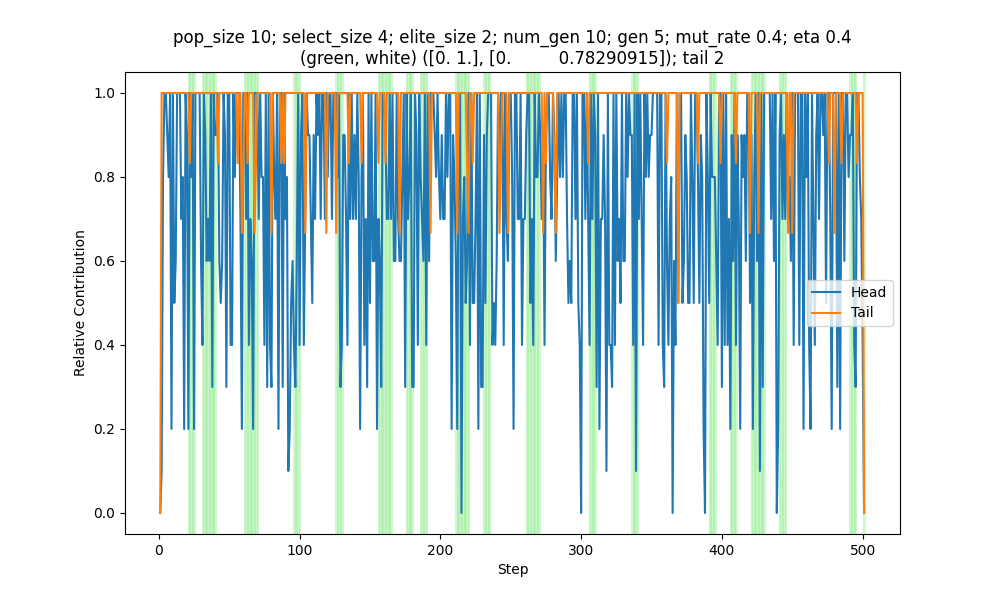 pop_size 10; select_size 4; elite_size 2; num_gen 10; gen 5; mut_rate 0.4; eta 0.4
(green, white) ([0. 1.], [0.          0.78290915]); tail 2
1.0
0.8
0.6
0.4
0.2
0.0
Relative Contribution
Head
Tail
0
100
200
300
400
500
Step